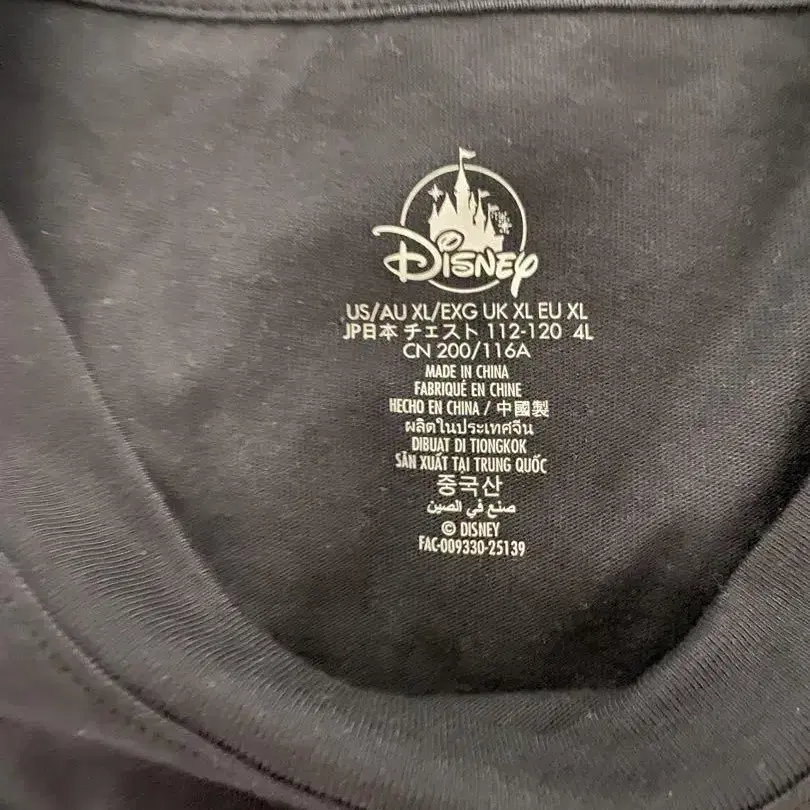 Disney
US/AU XL/EXG UK XL EU XL
JP日本 チェスト 112-120 4L
CN 200/116A
MADE IN CHINA
FABRIQUÉ EN CHINE
HECHO EN CHINA / 中國製
ผลิตในประเทศจีน
DIBUAT DI TIONGKOK
SẢN XUẤT TẠI TRUNG QUỐC
중국산
صنع في الصين
© DISNEY
FAC-009330-25139